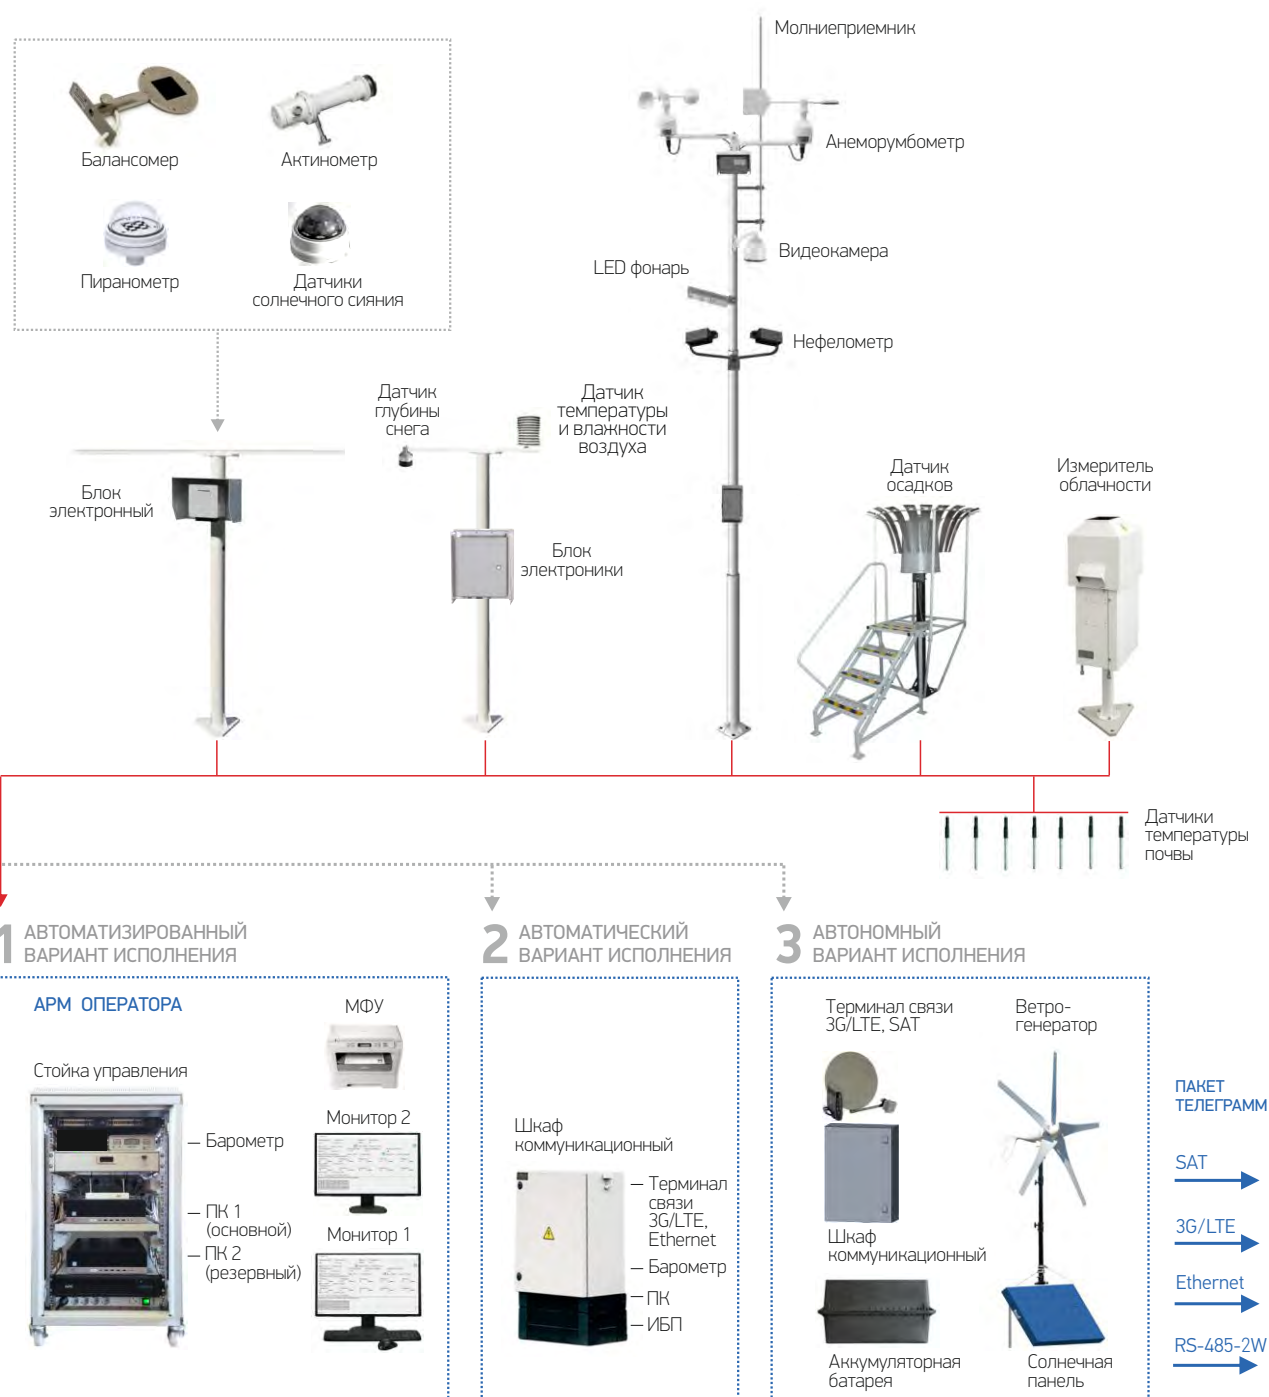 Молниеприемник
Балансомер
Актинометр
Анеморумбометр
Пиранометр
Датчики
солнечного сияния
Видеокамера
LED фонарь
Нефелометр
Датчик
глубины
снега
Датчик
температуры
и влажности
воздуха
Блок
электронный
Блок
электроники
Датчик
осадков
Измеритель
облачности
Датчики
температуры
почвы
1 АВТОМАТИЗИРОВАННЫЙ
ВАРИАНТ ИСПОЛНЕНИЯ
2 АВТОМАТИЧЕСКИЙ
ВАРИАНТ ИСПОЛНЕНИЯ
3 АВТОНОМНЫЙ
ВАРИАНТ ИСПОЛНЕНИЯ
АРМ ОПЕРАТОРА
МФУ
Стойка управления
Барометр
ПК 1
(основной)
ПК 2
(резервный)
Монитор 2
Монитор 1
Шкаф
коммуникационный
Терминал
связи
3G/LTE,
Ethernet
Барометр
ПК
ИБП
Терминал связи
3G/LTE, SAT
Ветро-
генератор
Шкаф
коммуникационный
Аккумуляторная
батарея
Солнечная
панель
ПАКЕТ
ТЕЛЕГРАММ
SAT
3G/LTE
Ethernet
RS-485-2W